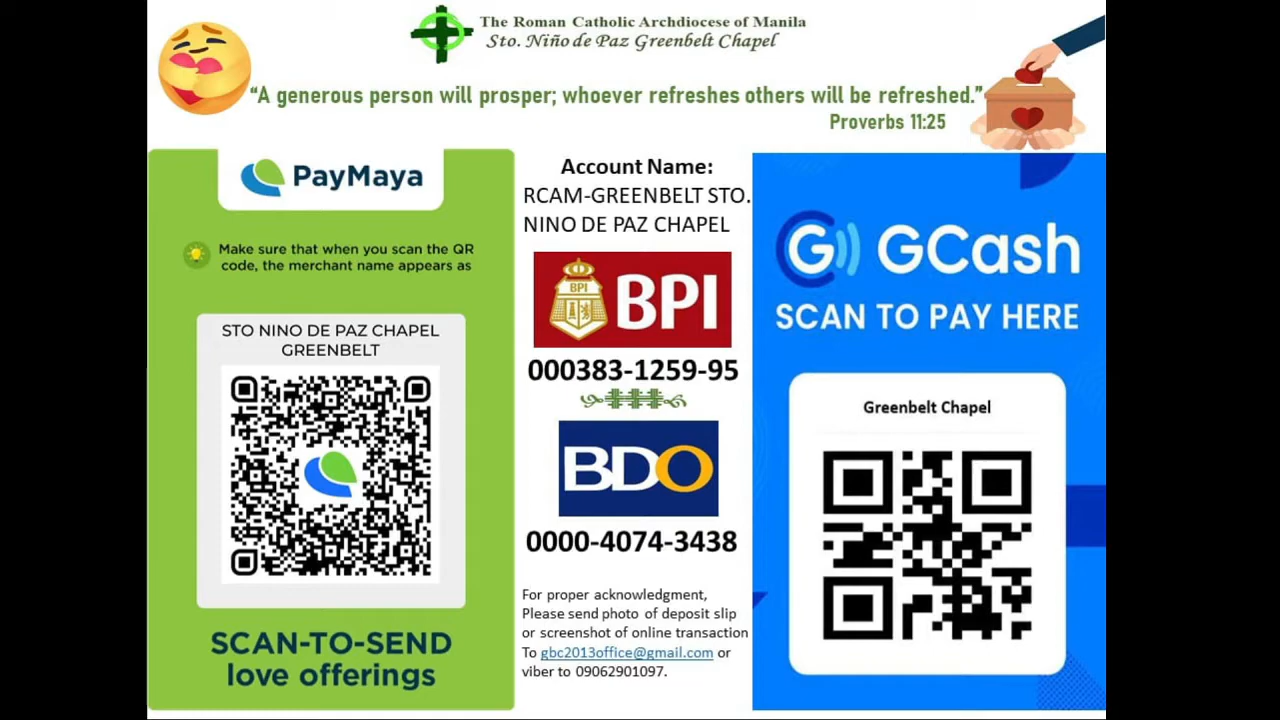 The Roman Catholic Archdiocese of Manila
Sto. Niño de Paz Greenbelt Chapel
“A generous person will prosper; whoever refreshes others will be refreshed.”
Proverbs 11:25
PayMaya
Make sure that when you scan the QR
code, the merchant name appears as
STO NINO DE PAZ CHAPEL
GREENBELT
SCAN-TO-SEND
love offerings
Account Name:
RCAM-GREENBELT STO.
NINO DE PAZ CHAPEL
BPI
BPI
000383-1259-95
BDO
0000-4074-3438
For proper acknowledgment,
Please send photo of deposit slip
or screenshot of online transaction
To gbc2013office@gmail.com or
viber to 09062901097.
G GCash
SCAN TO PAY HERE
Greenbelt Chapel